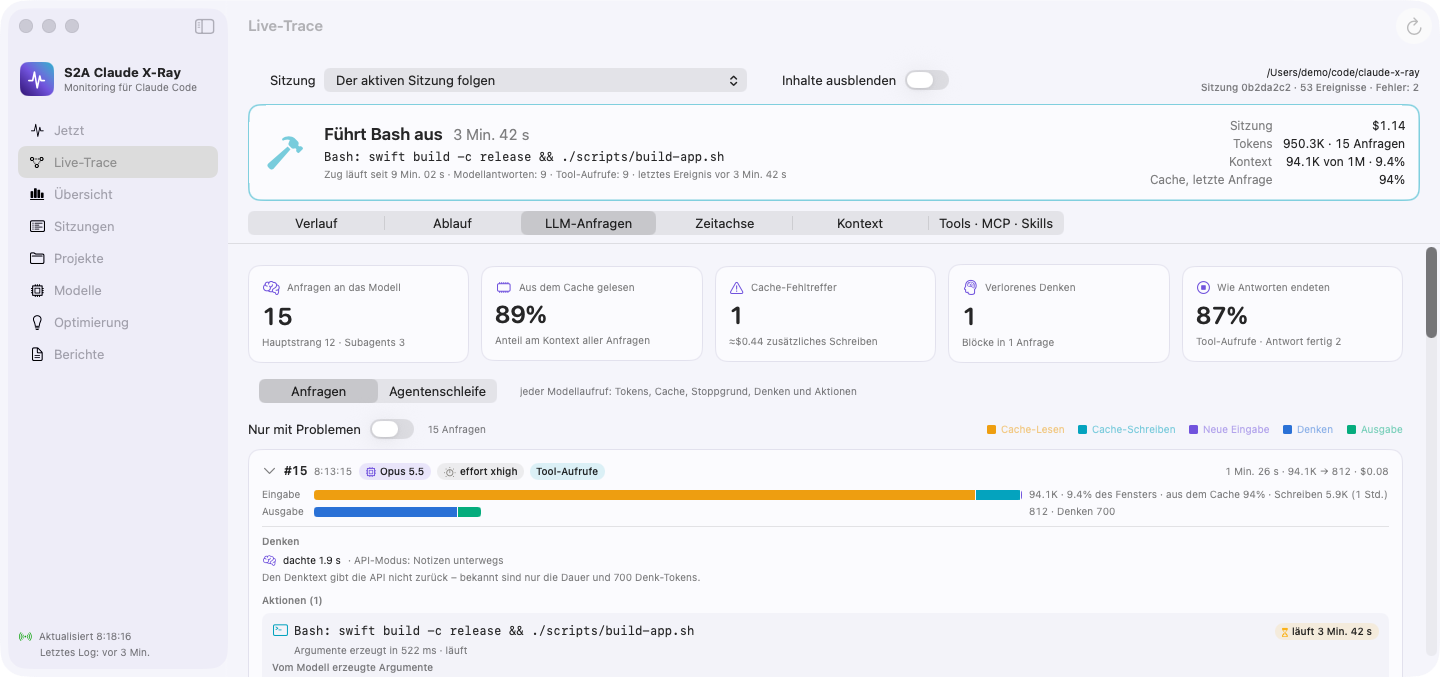 Live-Trace
S2A Claude X-Ray
Monitoring für Claude Code
Jetzt
Live-Trace
Übersicht
Sitzungen
Projekte
Modelle
Optimierung
Berichte
Aktualisiert 8:18:16
Letztes Log: vor 3 Min.
Sitzung
Der aktiven Sitzung folgen
Inhalte ausblenden
/Users/demo/code/claude-x-ray
Sitzung 0b2da2c2 · 53 Ereignisse · Fehler: 2
Führt Bash aus 3 Min. 42 s
Bash: swift build -c release && ./scripts/build-app.sh
Zug läuft seit 9 Min. 02 s · Modellantworten: 9 · Tool-Aufrufe: 9 · letztes Ereignis vor 3 Min. 42 s
Sitzung $1.14
Tokens 950.3K · 15 Anfragen
Kontext 94.1K von 1M · 9.4%
Cache, letzte Anfrage 94%
Verlauf Ablauf LLM-Anfragen Zeitachse Kontext Tools · MCP · Skills
Anfragen an das Modell
15
Hauptstrang 12 · Subagents 3
Aus dem Cache gelesen
89%
Anteil am Kontext aller Anfragen
Cache-Fehltreffer
1
≈$0.44 zusätzliches Schreiben
Verlorenes Denken
1
Blöcke in 1 Anfrage
Wie Antworten endeten
87%
Tool-Aufrufe · Antwort fertig 2
Anfragen Agentenschleife jeder Modellaufruf: Tokens, Cache, Stoppgrund, Denken und Aktionen
Nur mit Problemen 15 Anfragen
Cache-Lesen Cache-Schreiben Neue Eingabe Denken Ausgabe
#15 8:13:15 Opus 5.5 effort xhigh Tool-Aufrufe 1 Min. 26 s · 94.1K → 812 · $0.08
Eingabe 94.1K · 9.4% des Fensters · aus dem Cache 94% · Schreiben 5.9K (1 Std.)
Ausgabe 812 · Denken 700
Denken
dachte 1.9 s · API-Modus: Notizen unterwegs
Den Denktext gibt die API nicht zurück – bekannt sind nur die Dauer und 700 Denk-Tokens.
Aktionen (1)
Bash: swift build -c release && ./scripts/build-app.sh läuft 3 Min. 42 s
Argumente erzeugt in 522 ms · läuft
Vom Modell erzeugte Argumente